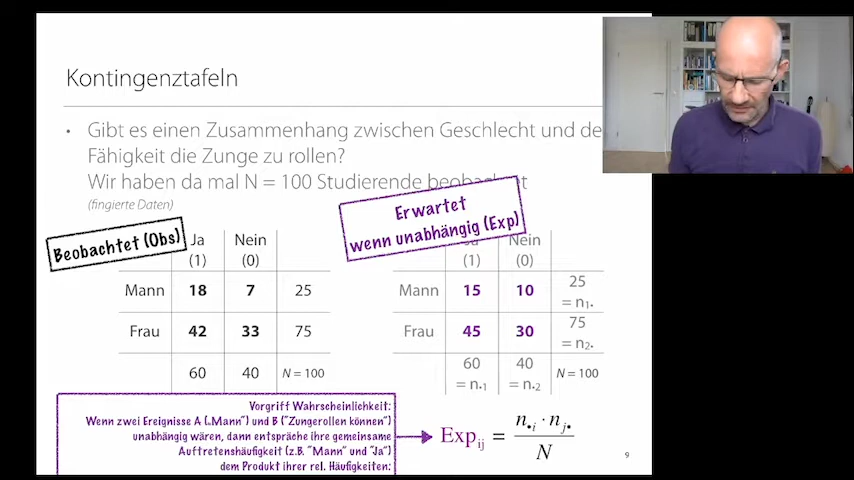 Kontingenztafeln
• Gibt es einen Zusammenhang zwischen Geschlecht und de
Fähigkeit die Zunge zu rollen?
Wir haben da mal N = 100 Studierende beobachtet
(fingierte Daten)
Beobachtet (Obs)
Ja Nein
(1) (0)
Mann 18 7 25
Frau 42 33 75
60 40 N = 100
Erwartet
wenn unabhängig (Exp)
Ja Nein
(1) (0)
Mann 15 10 25
= n1•
Frau 45 30 75
= n2•
60 40 N = 100
= n•1 = n•2
Vorgriff Wahrscheinlichkeit:
Wenn zwei Ereignisse A („Mann“) und B ("Zungerollen können")
unabhängig wären, dann entspräche ihre gemeinsame
Auftretenshäufigkeit (z.B. "Mann" und "Ja")
dem Produkt ihrer rel. Häufigkeiten:
Expij = n•i · nj• / N
9